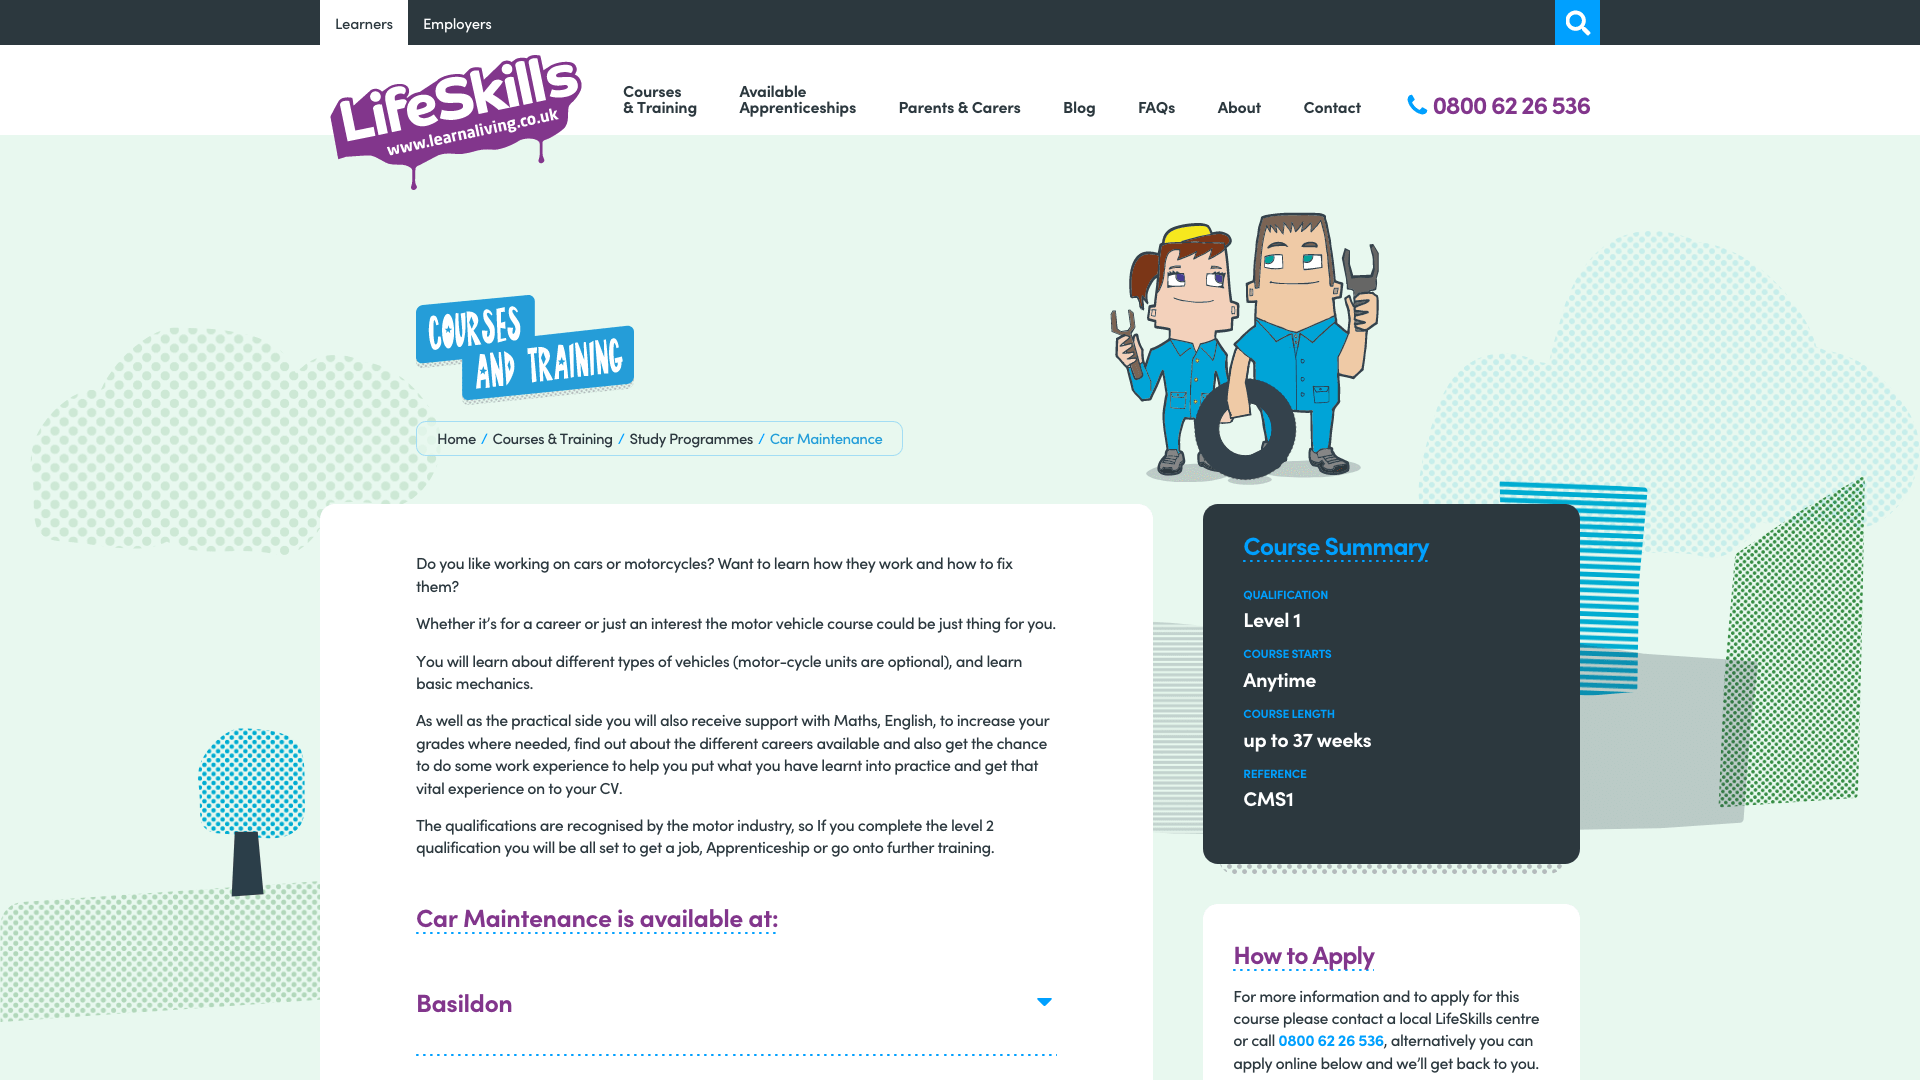 Learners
Employers
LifeSkills
www.learnaliving.co.uk
Courses
& Training
Available
Apprenticeships
Parents & Carers
Blog
FAQs
About
Contact
0800 62 26 536
COURSES
AND TRAINING
Home / Courses & Training / Study Programmes / Car Maintenance
Do you like working on cars or motorcycles? Want to learn how they work and how to fix
them?
Whether it's for a career or just an interest the motor vehicle course could be just thing for you.
You will learn about different types of vehicles (motor-cycle units are optional), and learn
basic mechanics.
As well as the practical side you will also receive support with Maths, English, to increase your
grades where needed, find out about the different careers available and also get the chance
to do some work experience to help you put what you have learnt into practice and get that
vital experience on to your CV.
The qualifications are recognised by the motor industry, so If you complete the level 2
qualification you will be all set to get a job, Apprenticeship or go onto further training.
Car Maintenance is available at:
Basildon
Course Summary
QUALIFICATION
Level 1
COURSE STARTS
Anytime
COURSE LENGTH
up to 37 weeks
REFERENCE
CMS1
How to Apply
For more information and to apply for this
course please contact a local LifeSkills centre
or call 0800 62 26 536, alternatively you can
apply online below and we'll get back to you.